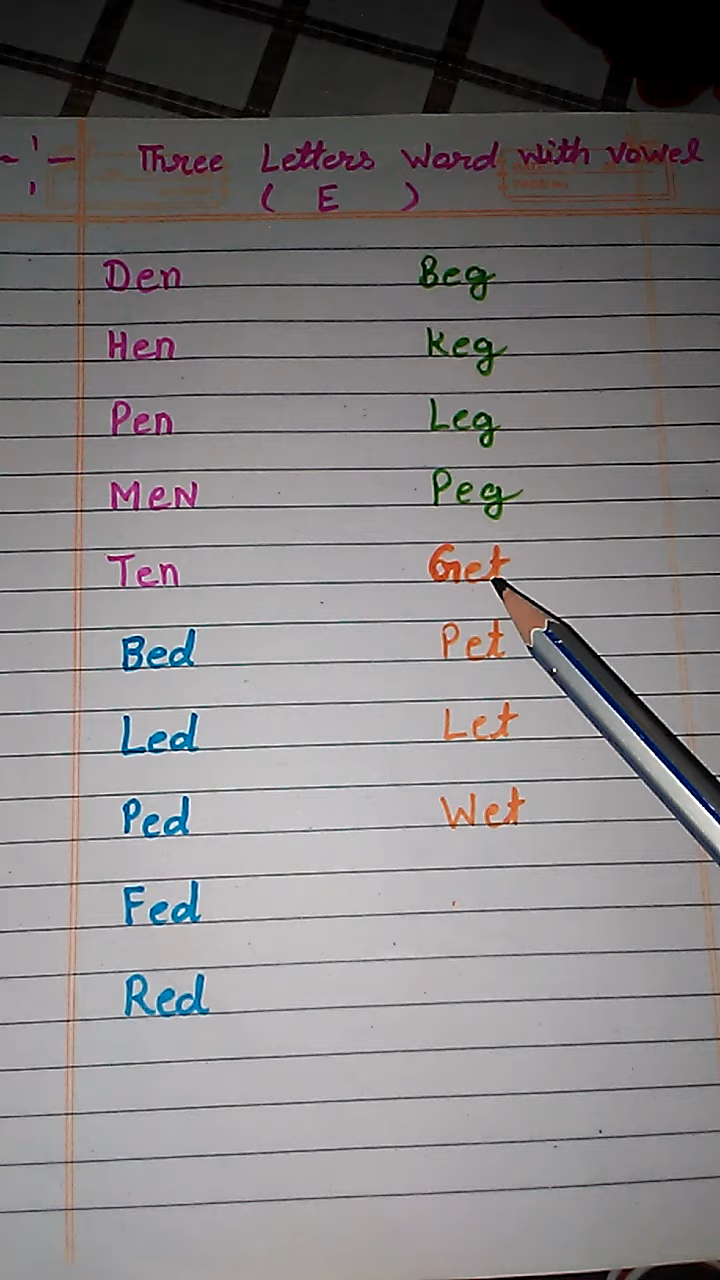 Three Letters Word with Vowel
( E )
Den
Hen
Pen
MeN
Ten
Bed
Led
Ped
Fed
Red
Beg
Keg
Leg
Peg
Get
Pet
Let
Wet